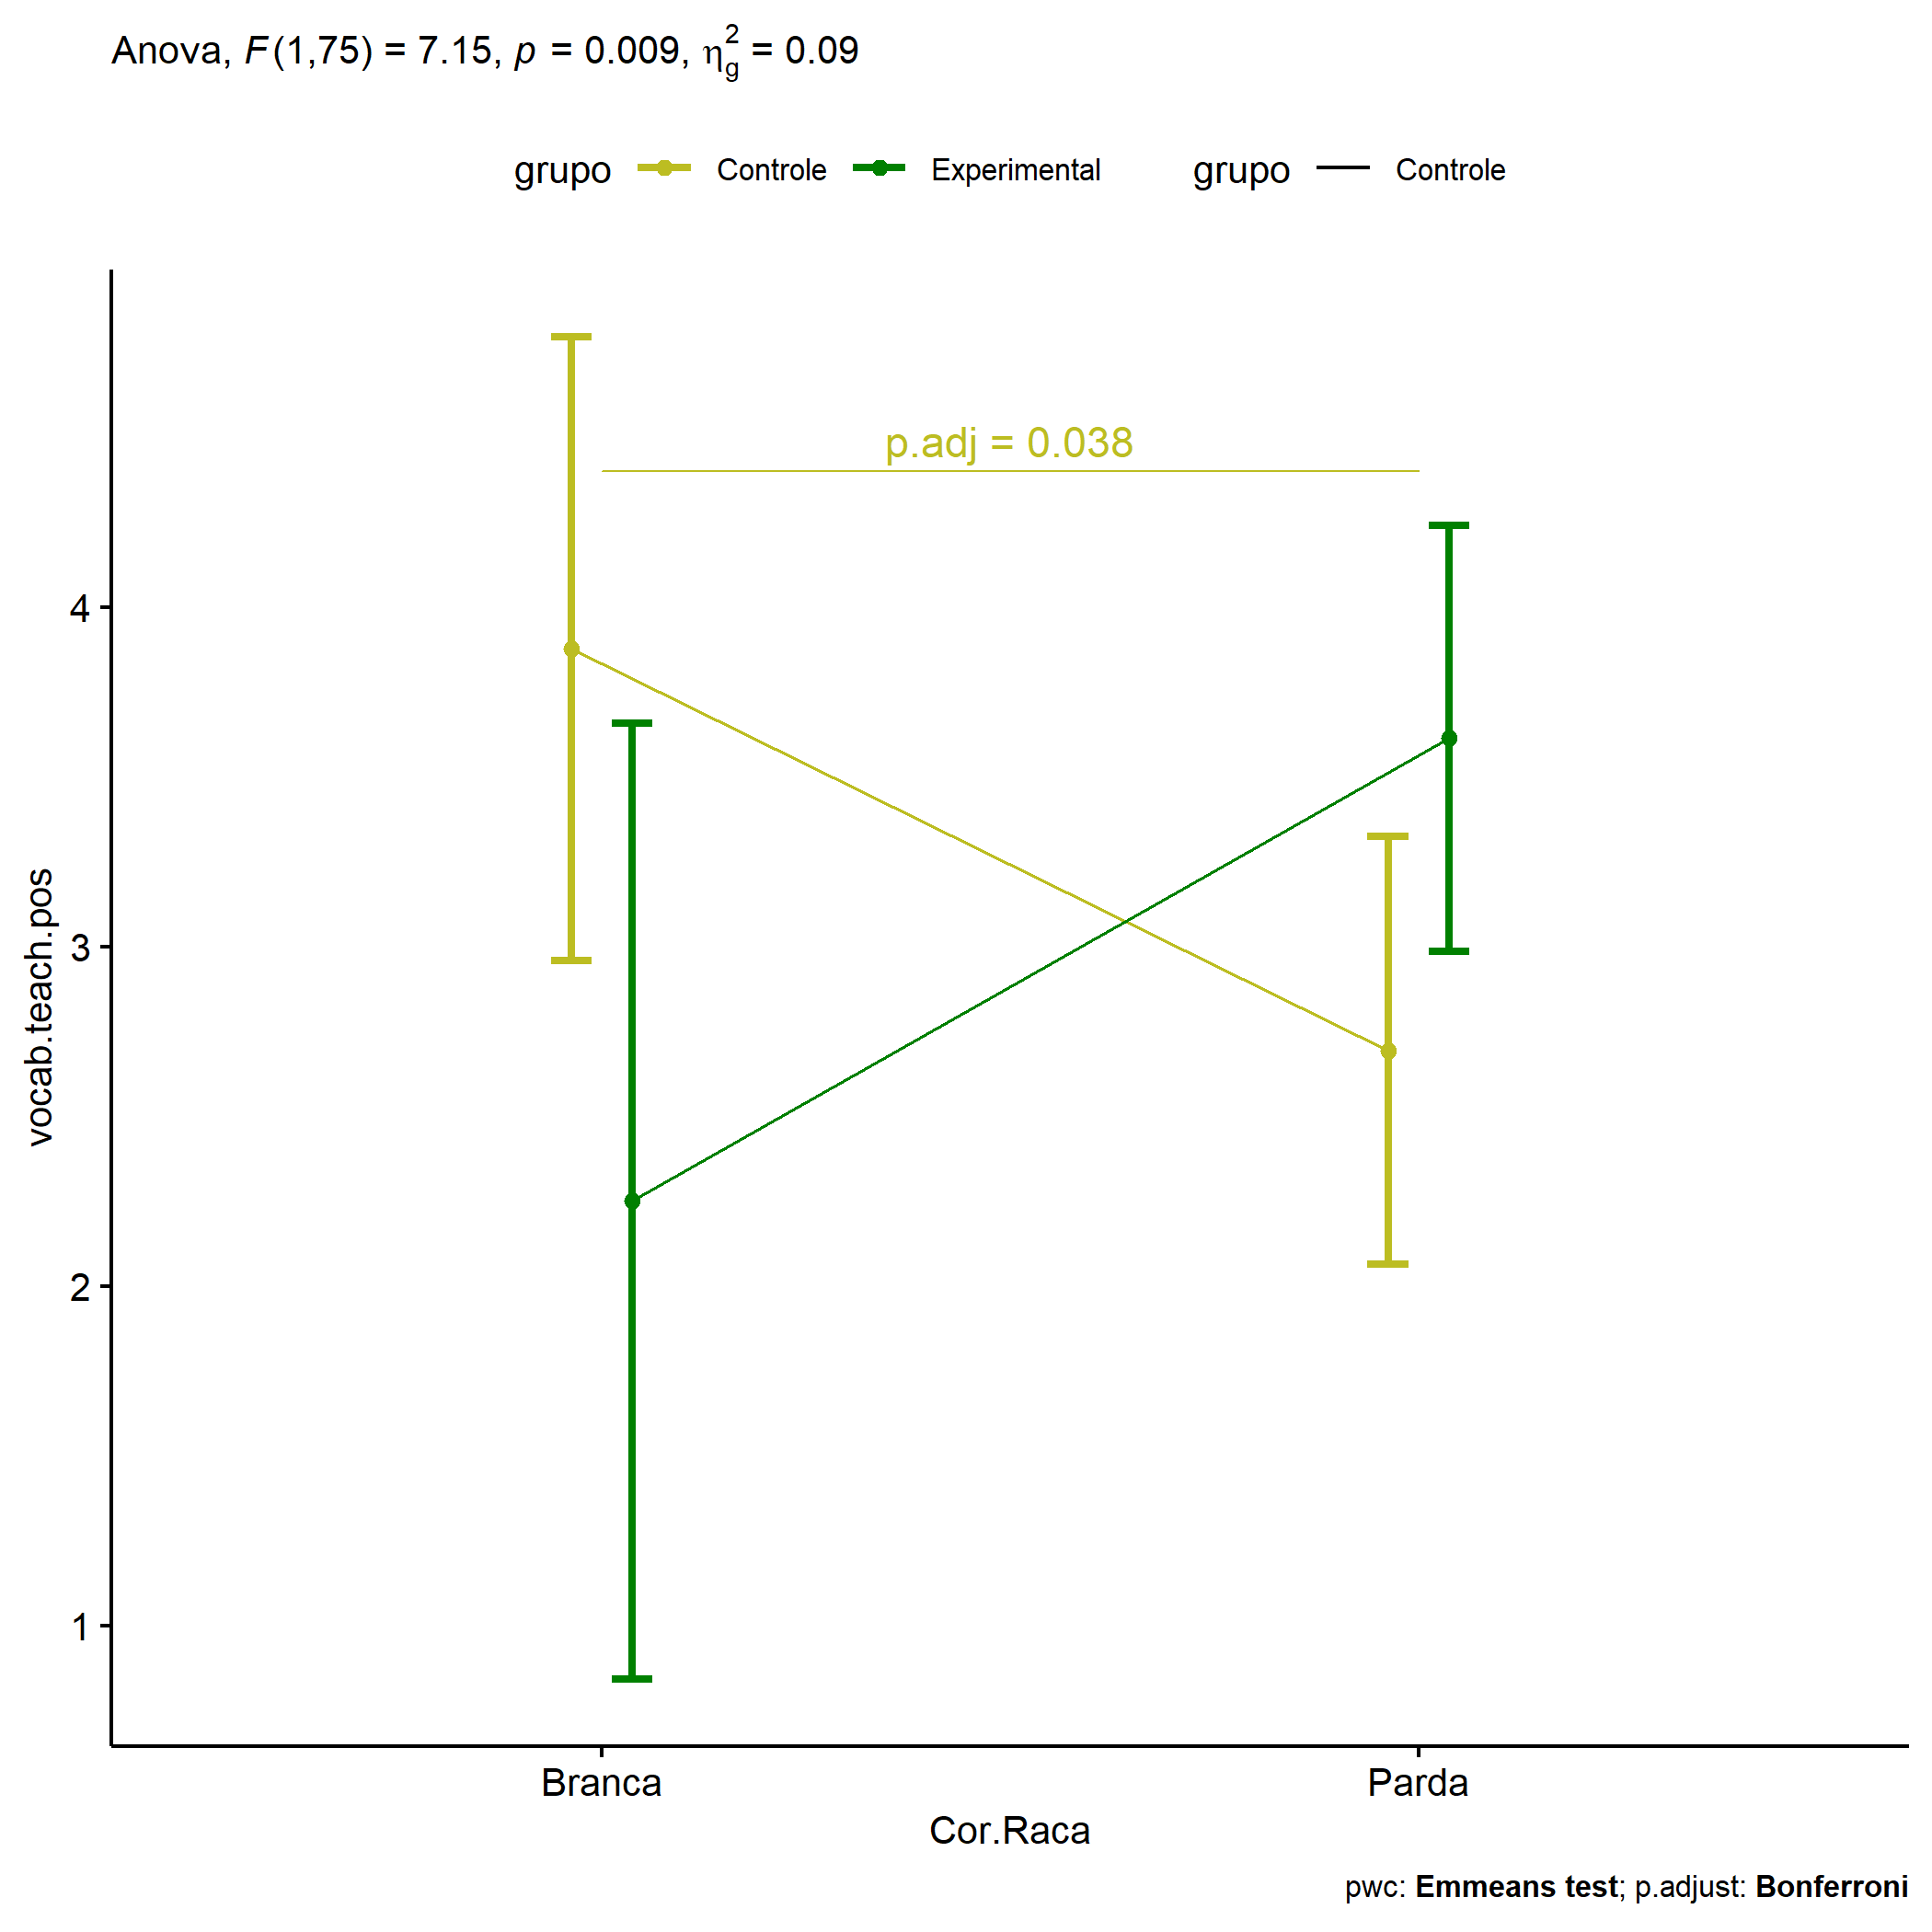 Anova, F(1,75) = 7.15, p = 0.009, η²g = 0.09
grupo Controle Experimental grupo Controle
p.adj = 0.038
4
3
2
1
vocab.teach.pos
Branca Parda
Cor.Raca
pwc: Emmeans test; p.adjust: Bonferroni